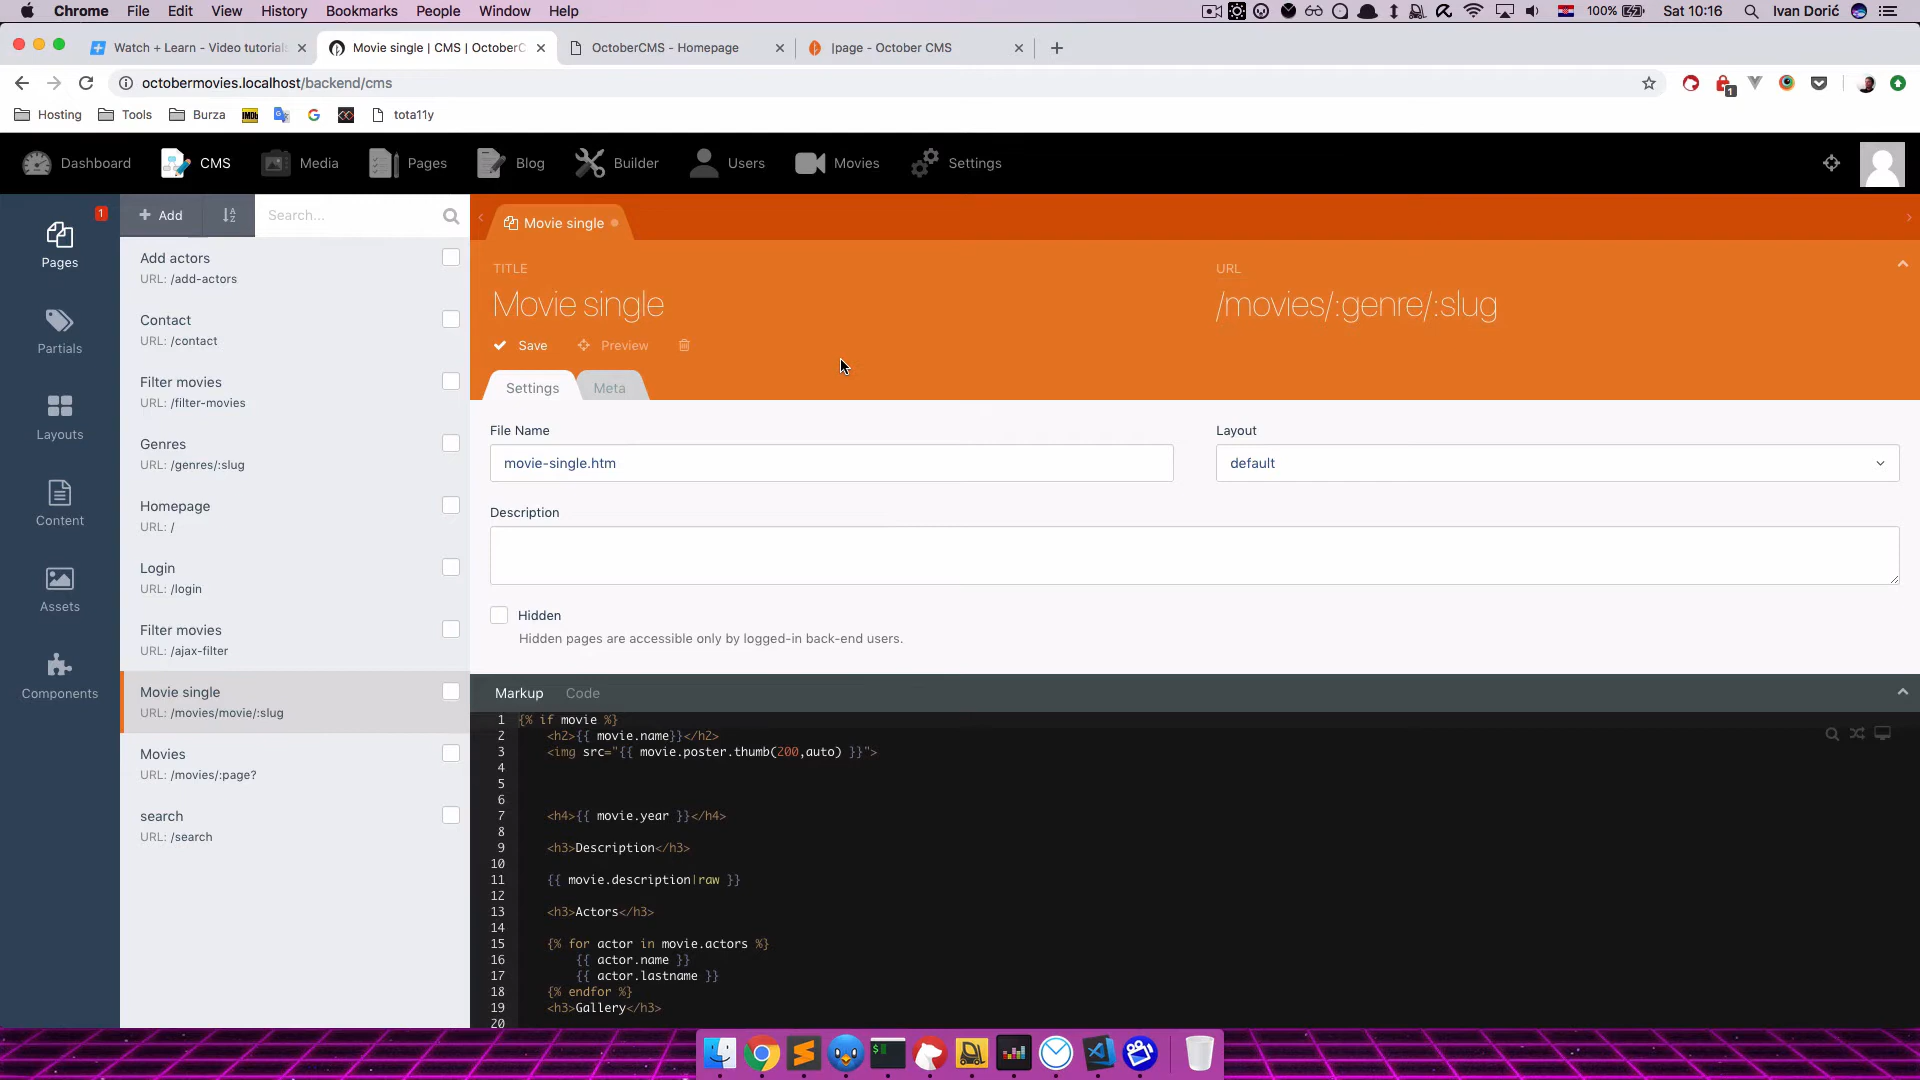 Chrome File Edit View History Bookmarks People Window Help
100% Sat 10:16 Ivan Dorić
Watch + Learn - Video tutorials
Movie single | CMS | OctoberC
OctoberCMS - Homepage
|page - October CMS
octobermovies.localhost/backend/cms
1
Hosting Tools Burza IMDb G tota11y
Dashboard CMS Media Pages Blog Builder Users Movies Settings
1
Pages
Partials
Layouts
Content
Assets
Components
+ Add
Search...
Add actors
URL: /add-actors
Contact
URL: /contact
Filter movies
URL: /filter-movies
Genres
URL: /genres/:slug
Homepage
URL: /
Login
URL: /login
Filter movies
URL: /ajax-filter
Movie single
URL: /movies/movie/:slug
Movies
URL: /movies/:page?
search
URL: /search
Movie single
TITLE
Movie single
URL
/movies/:genre/:slug
Save Preview
Settings Meta
File Name
movie-single.htm
Layout
default
Description
Hidden
Hidden pages are accessible only by logged-in back-end users.
Markup Code
1 {% if movie %}
2 <h2>{{ movie.name}}</h2>
3 <img src="{{ movie.poster.thumb(200,auto) }}">
4
5
6
7 <h4>{{ movie.year }}</h4>
8
9 <h3>Description</h3>
10
11 {{ movie.description|raw }}
12
13 <h3>Actors</h3>
14
15 {% for actor in movie.actors %}
16 {{ actor.name }}
17 {{ actor.lastname }}
18 {% endfor %}
19 <h3>Gallery</h3>
20